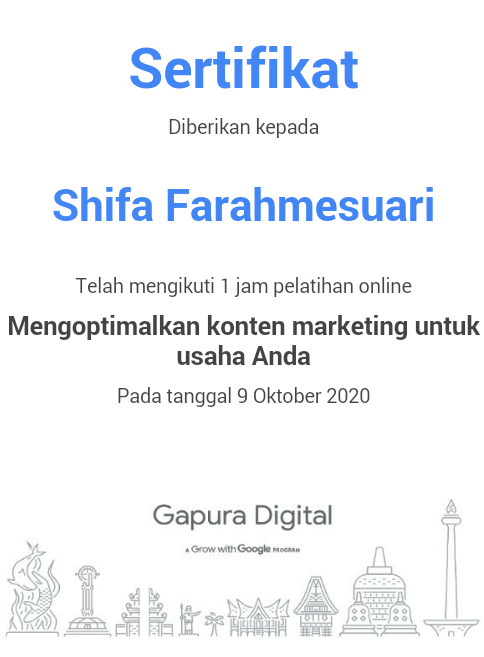 Sertifikat
Diberikan kepada
Shifa Farahmesuari
Telah mengikuti 1 jam pelatihan online
Mengoptimalkan konten marketing untuk
usaha Anda
Pada tanggal 9 Oktober 2020
Gapura Digital
A Grow with Google PROGRAM